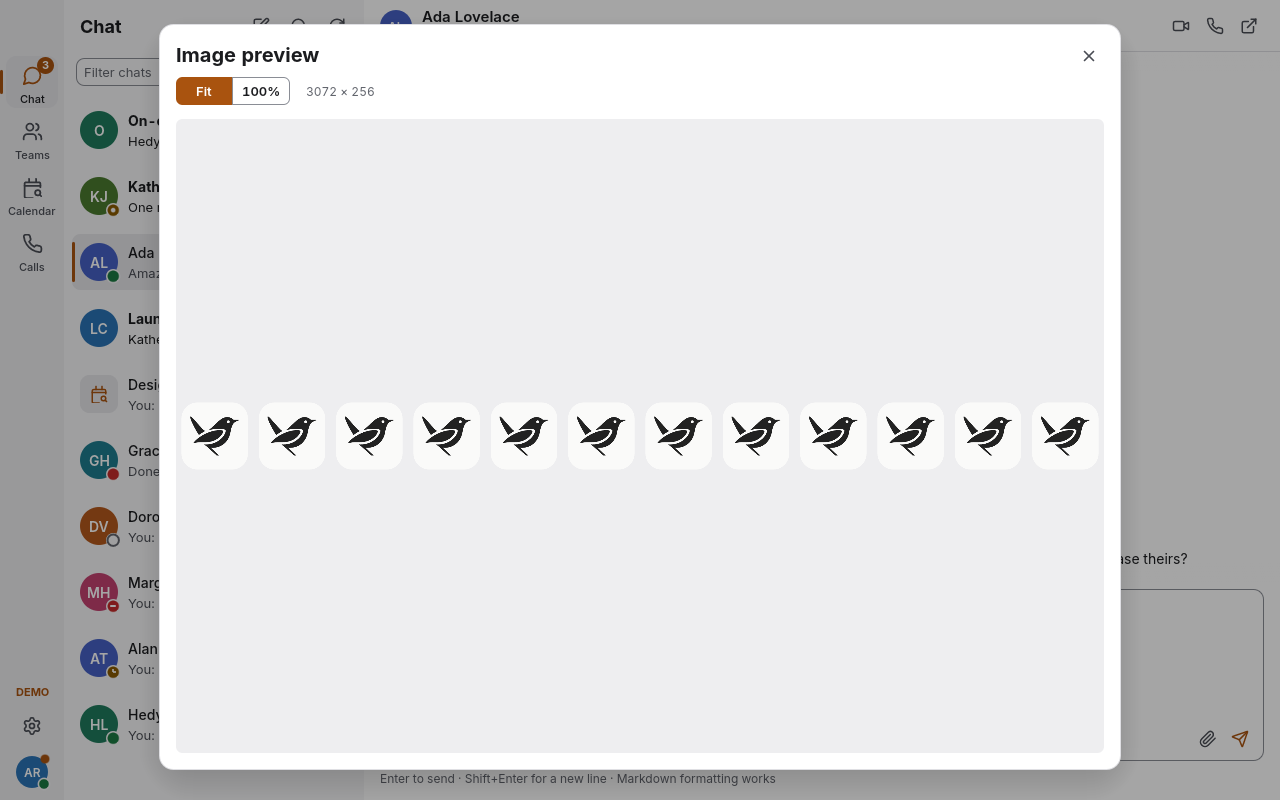 Chat
Ada Lovelace
Image preview
Fit
100%
3072 × 256
Filter chats
3
Chat
Teams
Calendar
Calls
O
Hedy
KJ
Kath
One
AL
Ada
Amaz
LC
Laun
Kathe
Desi
You:
GH
Grac
Done
DV
Doro
You:
MH
Marg
You:
AT
Alan
You:
HL
Hedy
You:
ase theirs?
DEMO
AR
Enter to send · Shift+Enter for a new line · Markdown formatting works